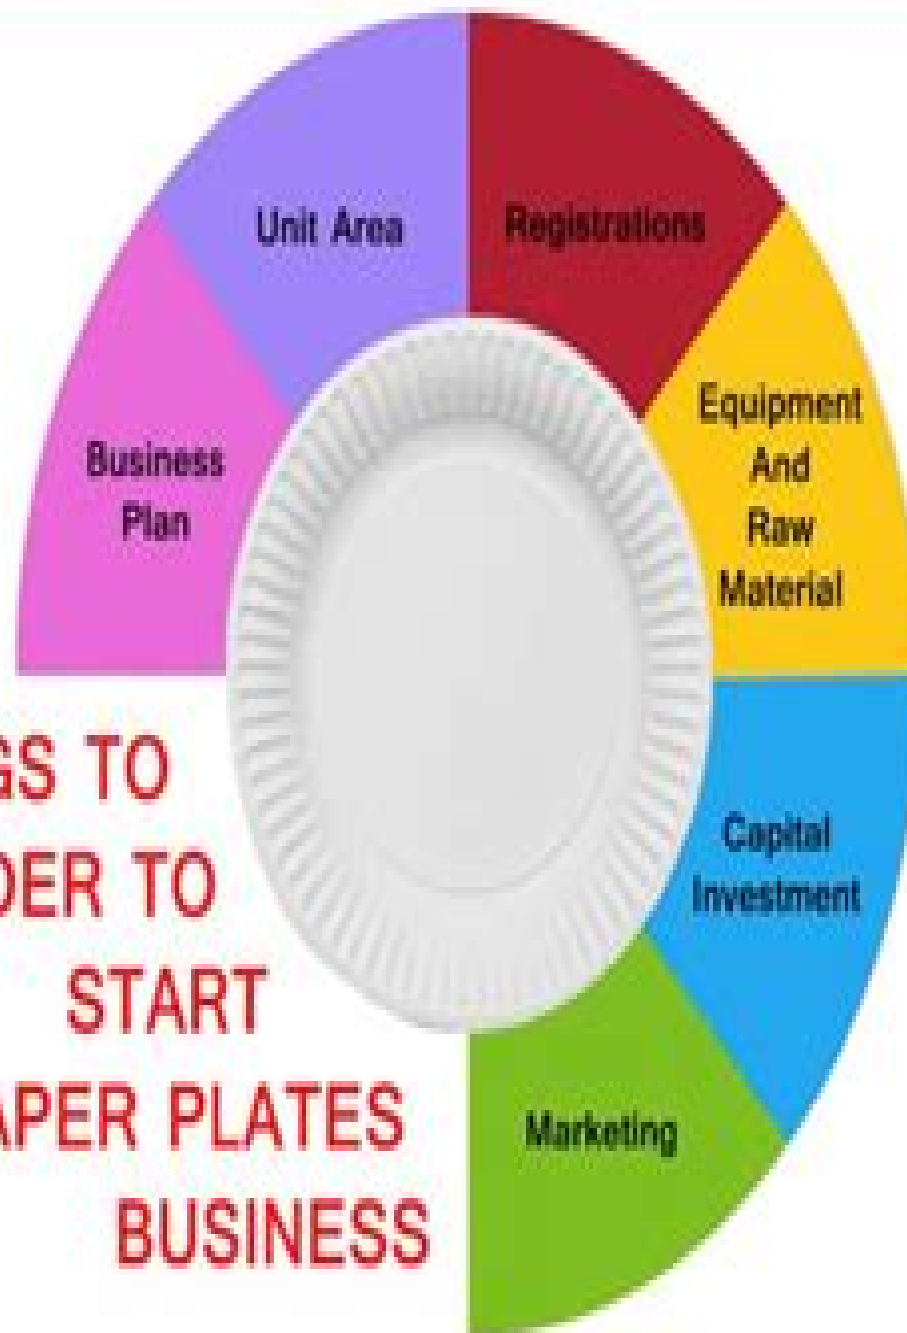 Unit Area
Registrations
Business
Plan
Equipment
And
Raw
Material
Capital
Investment
Marketing
GS TO
DER TO
START
APER PLATES
BUSINESS